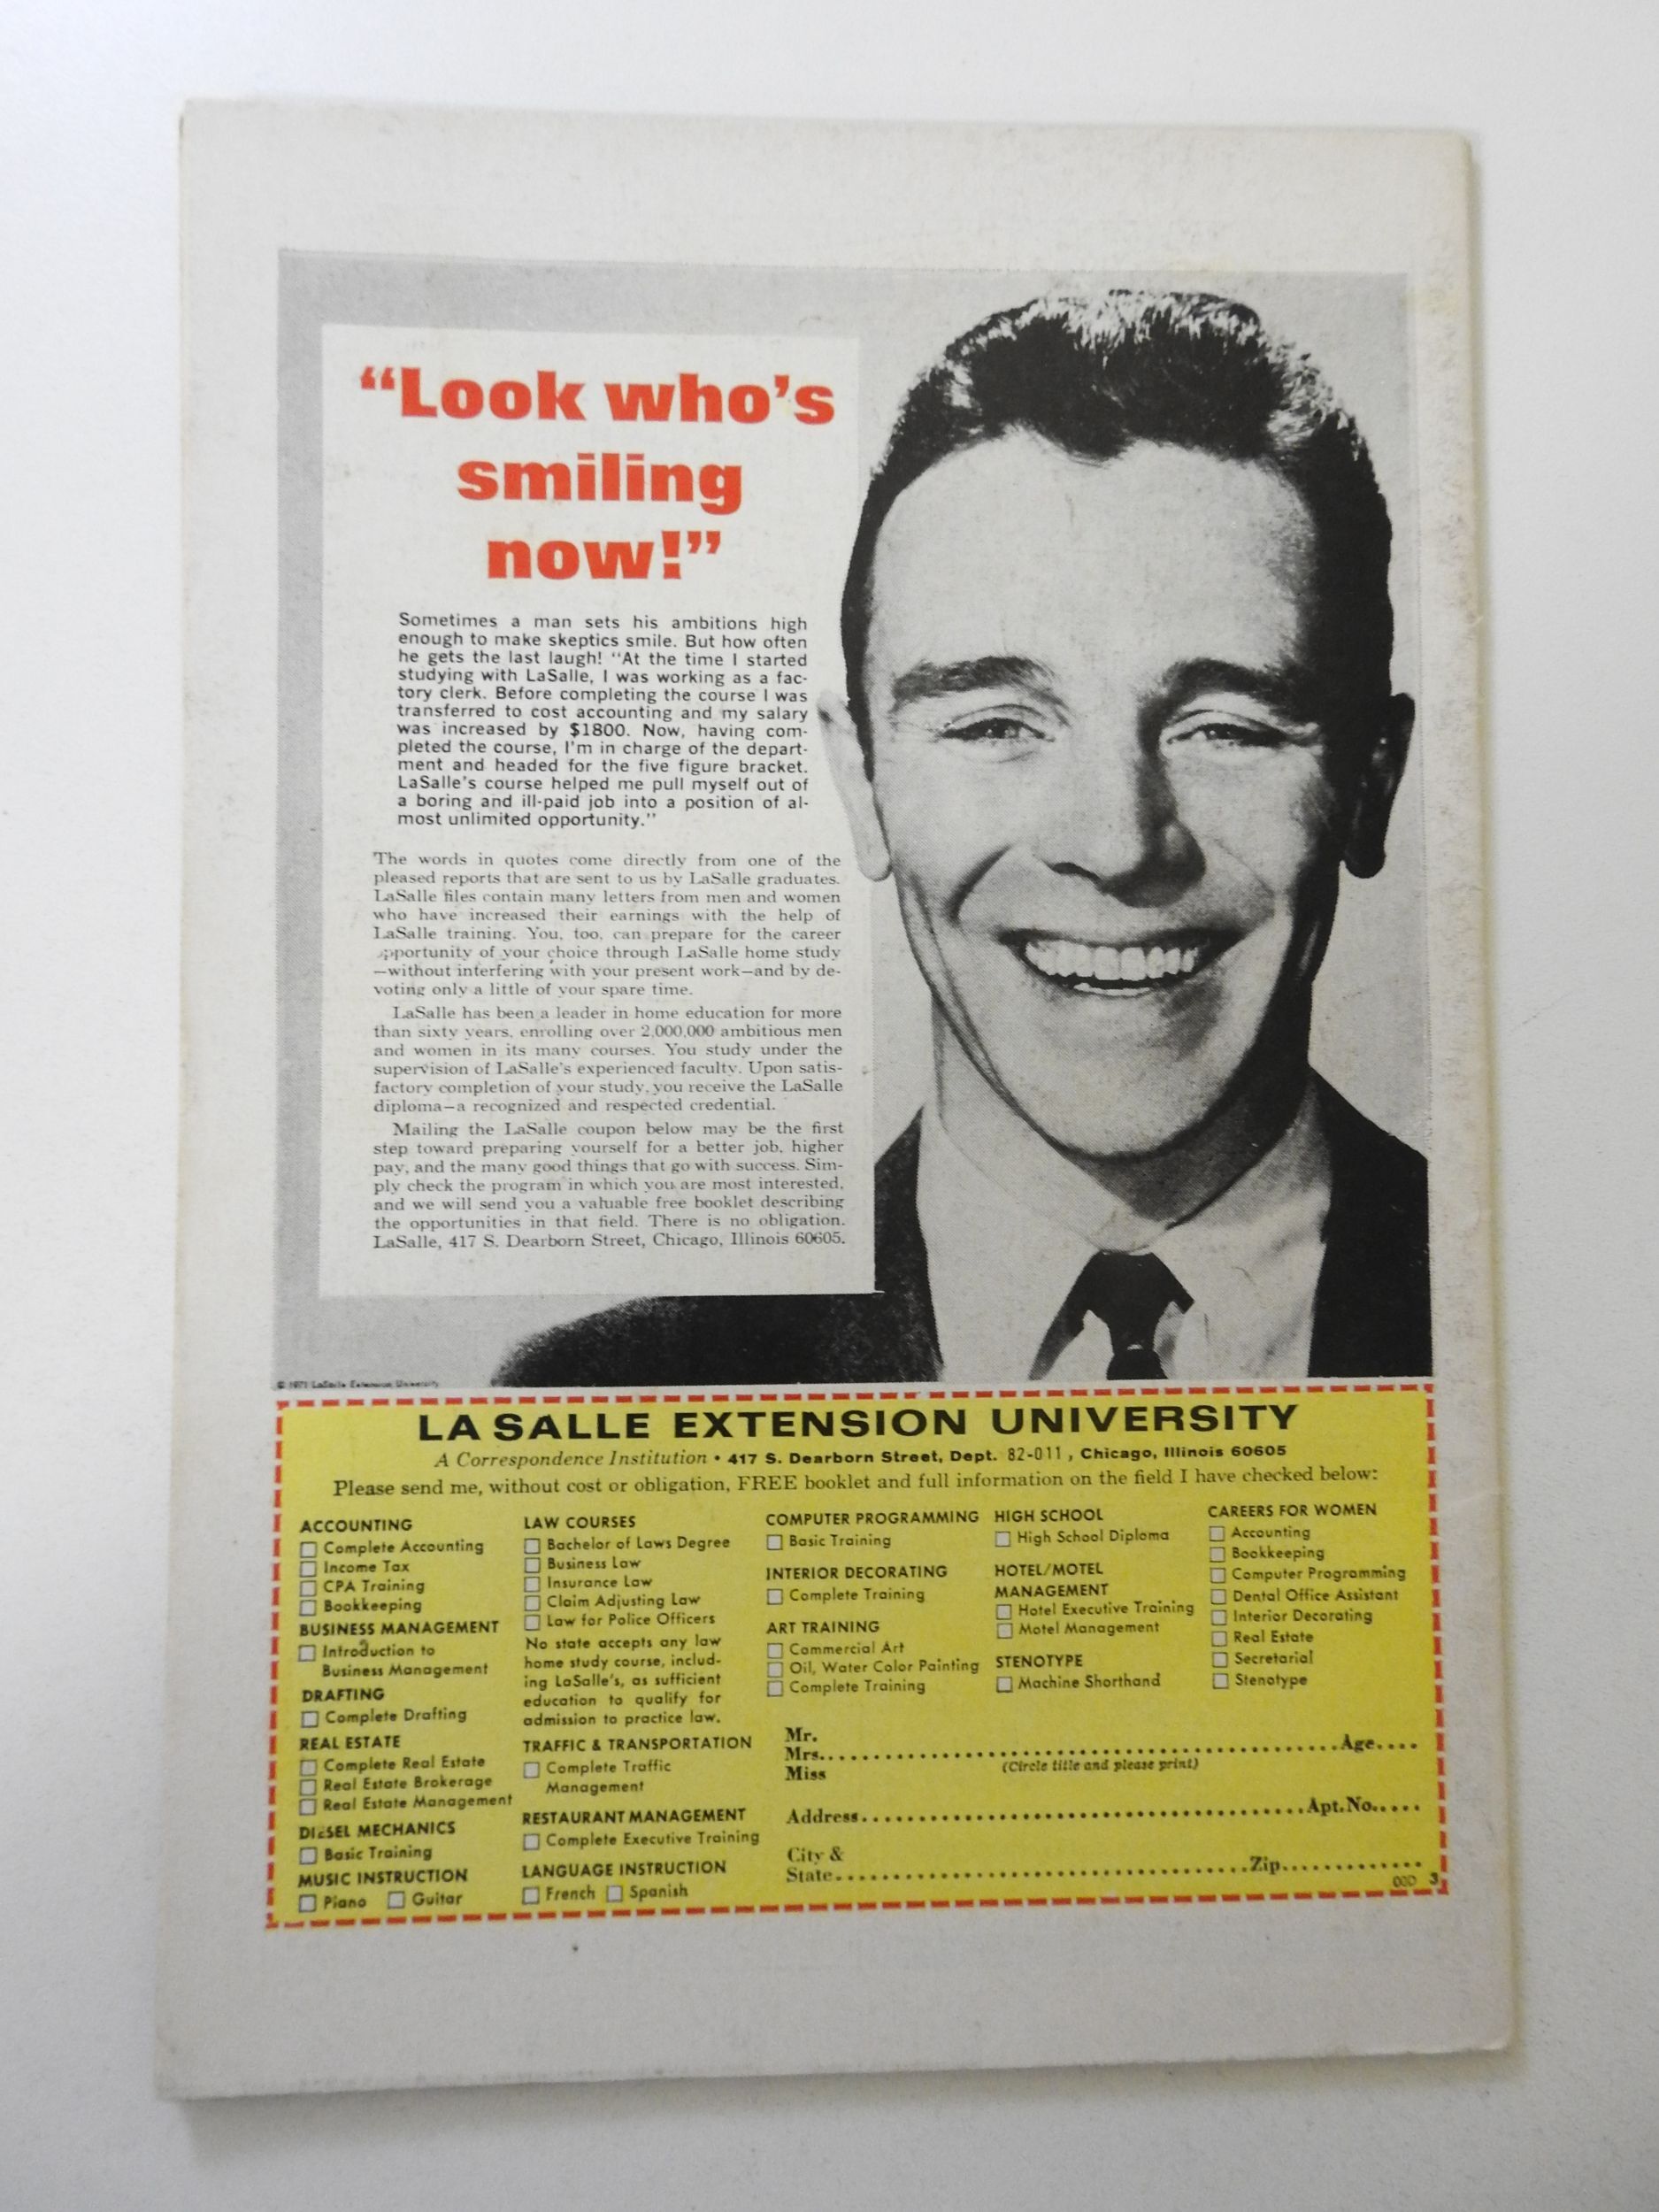 “Look who’s
smiling
now!”
Sometimes a man sets his ambitions high
enough to make skeptics smile. But how often
he gets the last laugh! “At the time I started
studying with LaSalle, I was working as a fac-
tory clerk. Before completing the course I was
transferred to cost accounting and my salary
was increased by $1800. Now, having com-
pleted the course, I’m in charge of the depart-
ment and headed for the five figure bracket.
LaSalle’s course helped me pull myself out of
a boring and ill-paid job into a position of al-
most unlimited opportunity.”
The words in quotes come directly from one of the
pleased reports that are sent to us by LaSalle graduates.
LaSalle files contain many letters from men and women
who have increased their earnings with the help of
LaSalle training. You, too, can prepare for the career
opportunity of your choice through LaSalle home study
—without interfering with your present work—and by de-
voting only a little of your spare time.
LaSalle has been a leader in home education for more
than sixty years, enrolling over 2,000,000 ambitious men
and women in its many courses. You study under the
supervision of LaSalle’s experienced faculty. Upon satis-
factory completion of your study, you receive the LaSalle
diploma—a recognized and respected credential.
Mailing the LaSalle coupon below may be the first
step toward preparing yourself for a better job, higher
pay, and the many good things that go with success. Sim-
ply check the program in which you are most interested,
and we will send you a valuable free booklet describing
the opportunities in that field. There is no obligation.
LaSalle, 417 S. Dearborn Street, Chicago, Illinois 60605.
© 1971 LaSalle Extension University
LA SALLE EXTENSION UNIVERSITY
A Correspondence Institution • 417 S. Dearborn Street, Dept. 82-011, Chicago, Illinois 60605
Please send me, without cost or obligation, FREE booklet and full information on the field I have checked below:
ACCOUNTING
Complete Accounting
Income Tax
CPA Training
Bookkeeping
BUSINESS MANAGEMENT
Introduction to
Business Management
DRAFTING
Complete Drafting
REAL ESTATE
Complete Real Estate
Real Estate Brokerage
Real Estate Management
DIESEL MECHANICS
Basic Training
MUSIC INSTRUCTION
Piano Guitar
LAW COURSES
Bachelor of Laws Degree
Business Law
Insurance Law
Claim Adjusting Law
Law for Police Officers
No state accepts any law
home study course, includ-
ing LaSalle’s, as sufficient
education to qualify for
admission to practice law.
TRAFFIC & TRANSPORTATION
Complete Traffic
Management
RESTAURANT MANAGEMENT
Complete Executive Training
LANGUAGE INSTRUCTION
French Spanish
COMPUTER PROGRAMMING
Basic Training
INTERIOR DECORATING
Complete Training
ART TRAINING
Commercial Art
Oil, Water Color Painting
Complete Training
HIGH SCHOOL
High School Diploma
HOTEL/MOTEL
MANAGEMENT
Hotel Executive Training
Motel Management
STENOTYPE
Machine Shorthand
CAREERS FOR WOMEN
Accounting
Bookkeeping
Computer Programming
Dental Office Assistant
Interior Decorating
Real Estate
Secretarial
Stenotype
Mr.
Mrs. Age
Miss (Circle title and please print)
Address Apt. No.
City &
State Zip
3